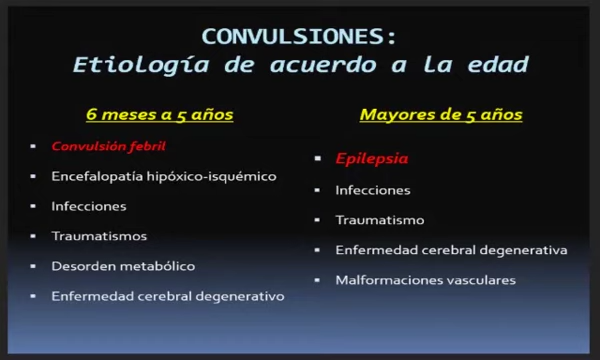 CONVULSIONES:
Etiología de acuerdo a la edad
6 meses a 5 años
Convulsión febril
Encefalopatía hipóxico-isquémico
Infecciones
Traumatismos
Desorden metabólico
Enfermedad cerebral degenerativo
Mayores de 5 años
Epilepsia
Infecciones
Traumatismo
Enfermedad cerebral degenerativa
Malformaciones vasculares